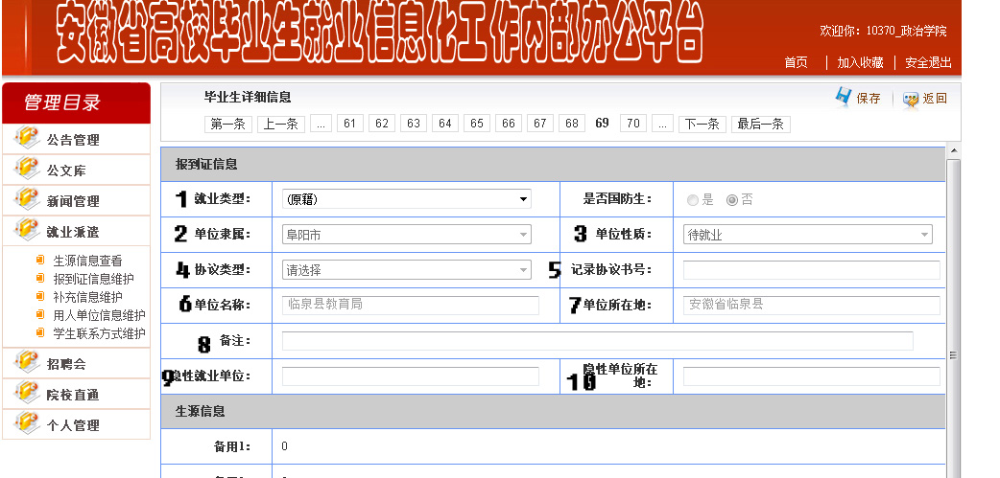 安徽省高校毕业生就业信息化工作内部办公平台
欢迎你：10370_政治学院
首页 | 加入收藏 | 安全退出
管理目录
公告管理
公文库
新闻管理
就业派遣
生源信息查看
报到证信息维护
补充信息维护
用人单位信息维护
学生联系方式维护
招聘会
院校直通
个人管理
毕业生详细信息
保存 | 返回
第一条 上一条 ... 61 62 63 64 65 66 67 68 69 70 ... 下一条 最后一条
报到证信息
1 就业类型： (原籍) 是否国防生： 是 否
2 单位隶属： 阜阳市 3 单位性质： 待就业
4 协议类型： 请选择 5 记录协议书号：
6 单位名称： 临泉县教育局 7 单位所在地： 安徽省临泉县
8 备注：
9 隐性就业单位： 10 隐性单位所在
地：
生源信息
备用1： 0